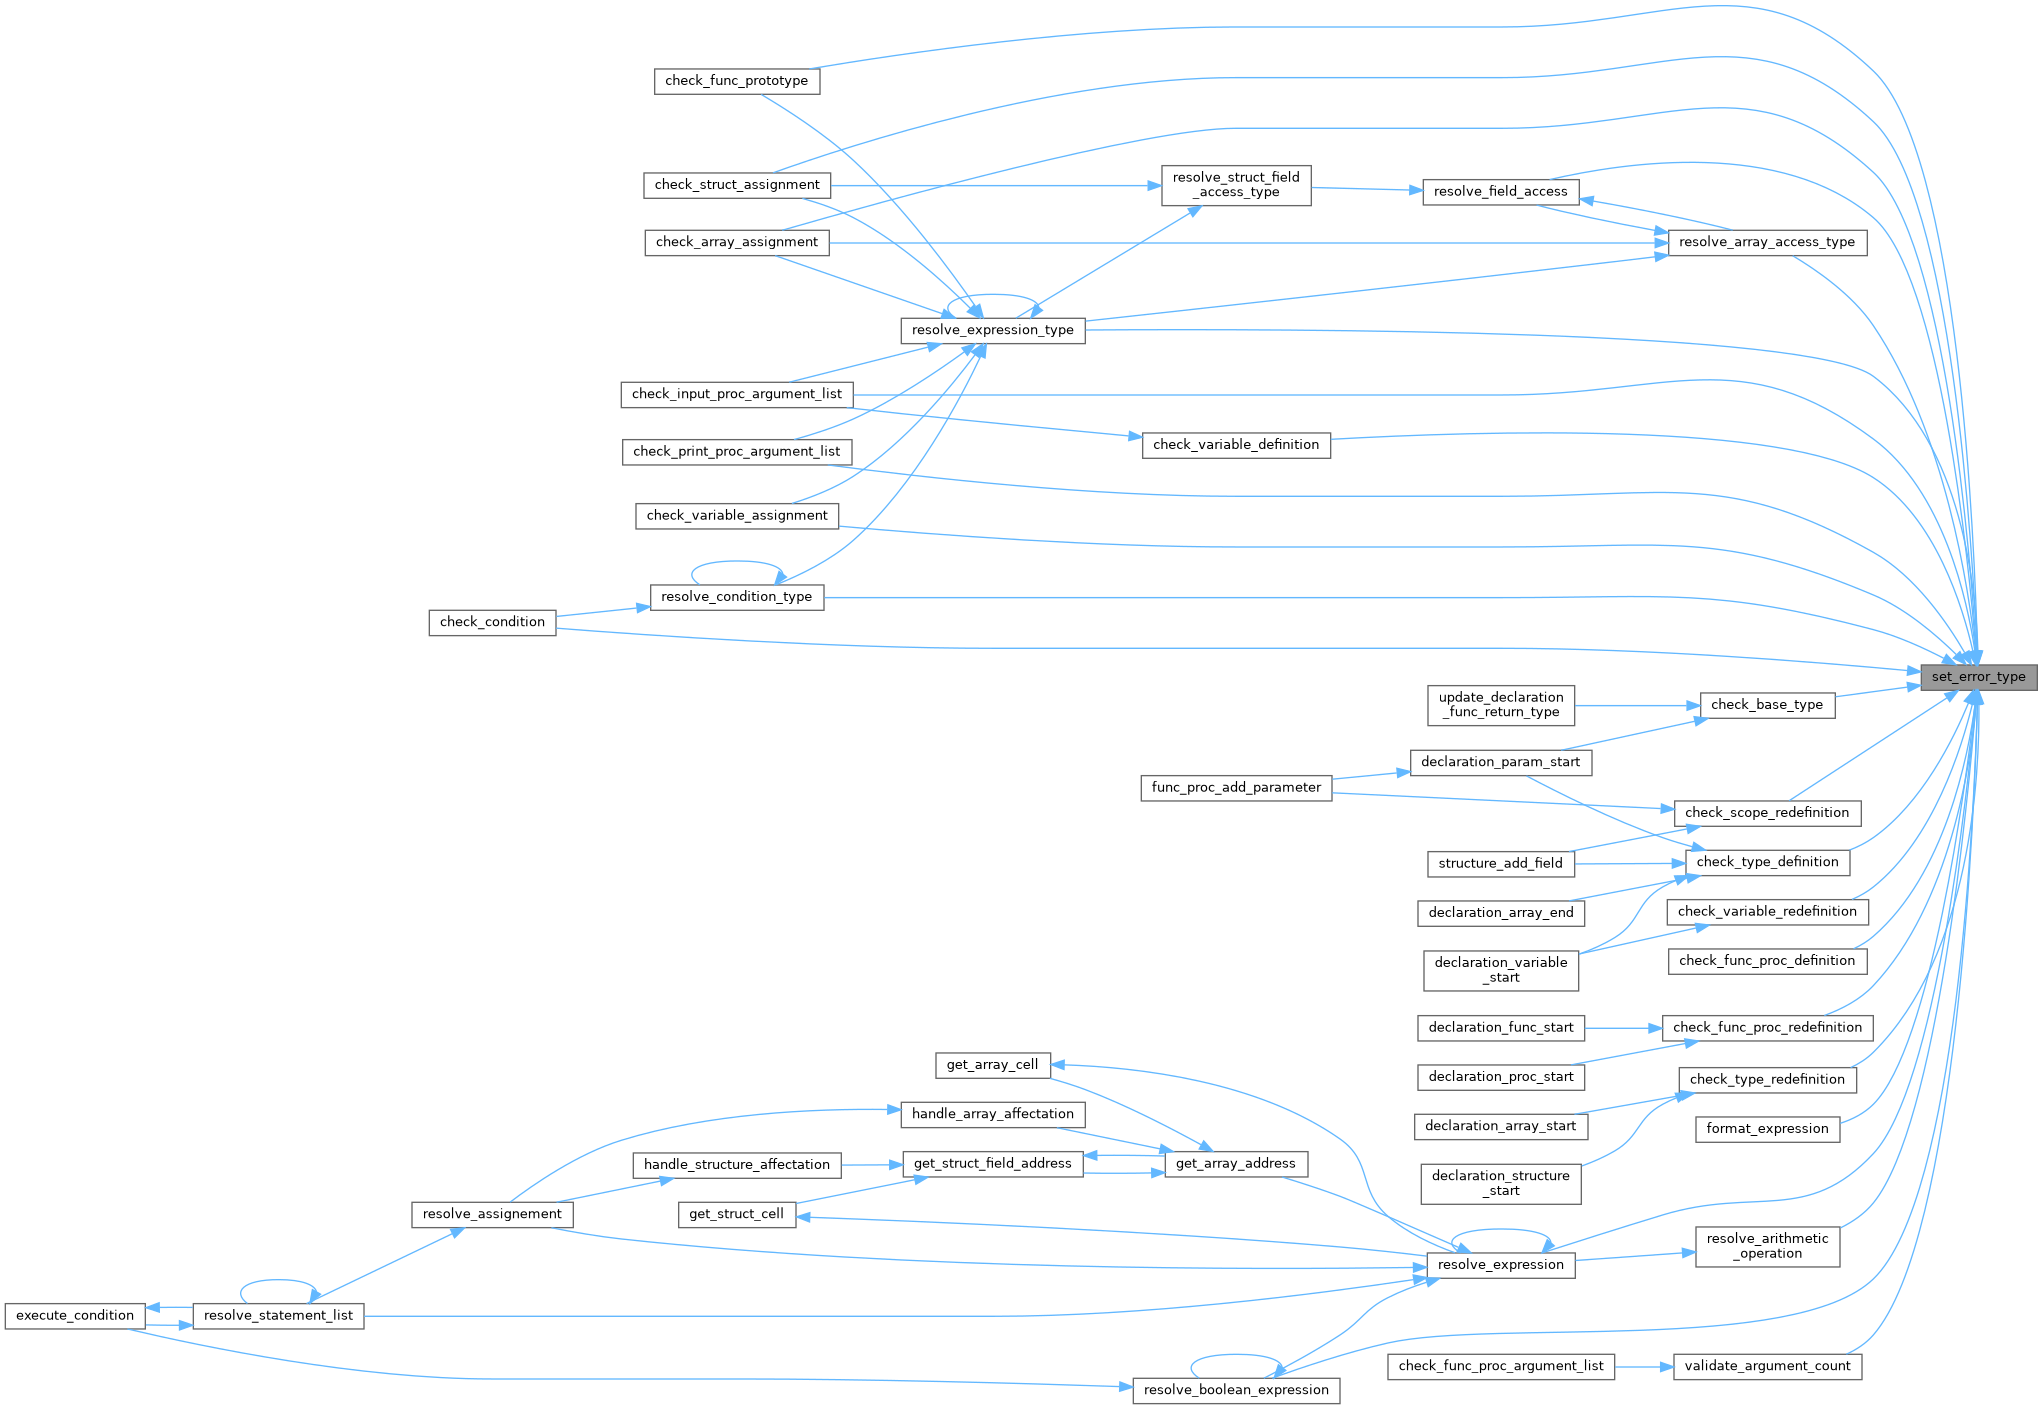 check_func_prototype
check_struct_assignment
resolve_struct_field
_access_type
resolve_field_access
check_array_assignment
resolve_array_access_type
resolve_expression_type
check_input_proc_argument_list
check_variable_definition
check_print_proc_argument_list
check_variable_assignment
resolve_condition_type
check_condition
set_error_type
update_declaration
_func_return_type
check_base_type
declaration_param_start
func_proc_add_parameter
check_scope_redefinition
structure_add_field
check_type_definition
declaration_array_end
check_variable_redefinition
declaration_variable
_start
check_func_proc_definition
declaration_func_start
check_func_proc_redefinition
declaration_proc_start
check_type_redefinition
get_array_cell
handle_array_affectation
declaration_array_start
format_expression
handle_structure_affectation
get_struct_field_address
get_array_address
declaration_structure
_start
resolve_assignement
get_struct_cell
resolve_arithmetic
_operation
resolve_expression
execute_condition
resolve_statement_list
check_func_proc_argument_list
validate_argument_count
resolve_boolean_expression